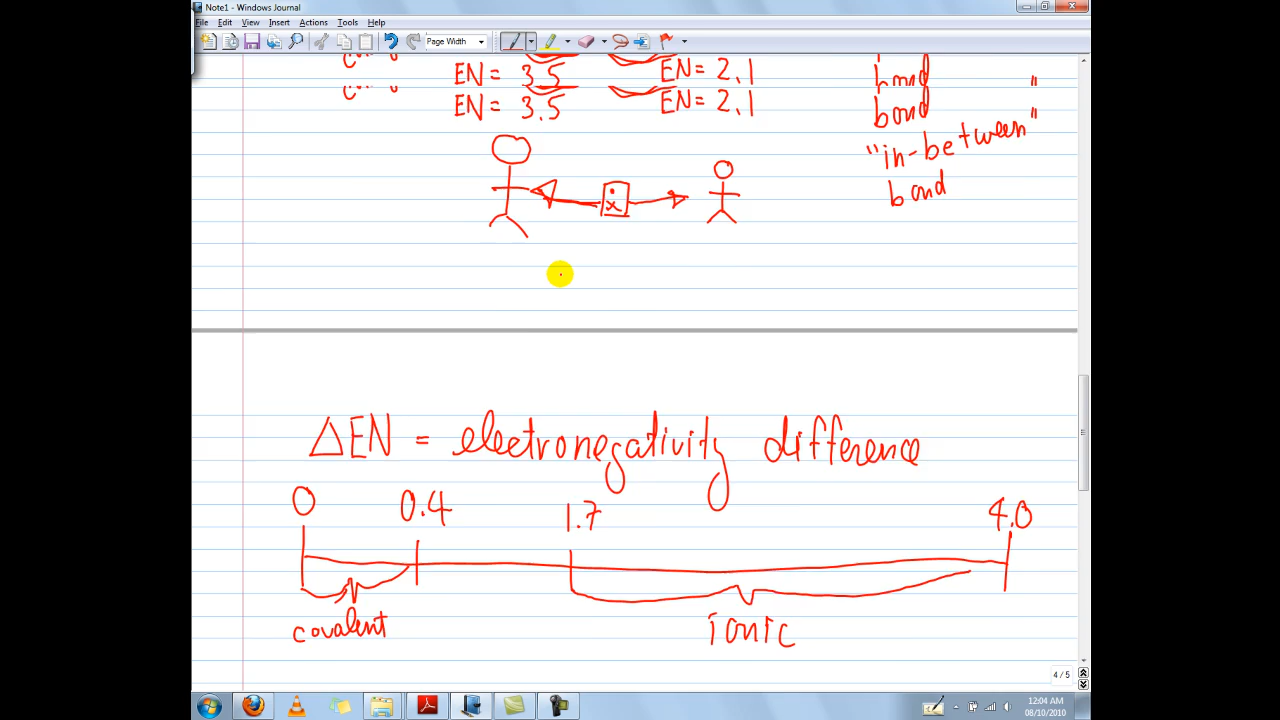 Note1 - Windows Journal
File Edit View Insert Actions Tools Help
Page Width
EN = 3.5 EN = 2.1 bond "
EN = 3.5 EN = 2.1 bond "
"in-between"
bond
x
ΔEN = electronegativity difference
0 0.4 1.7 4.0
covalent ionic
4/5
12:04 AM
08/10/2010